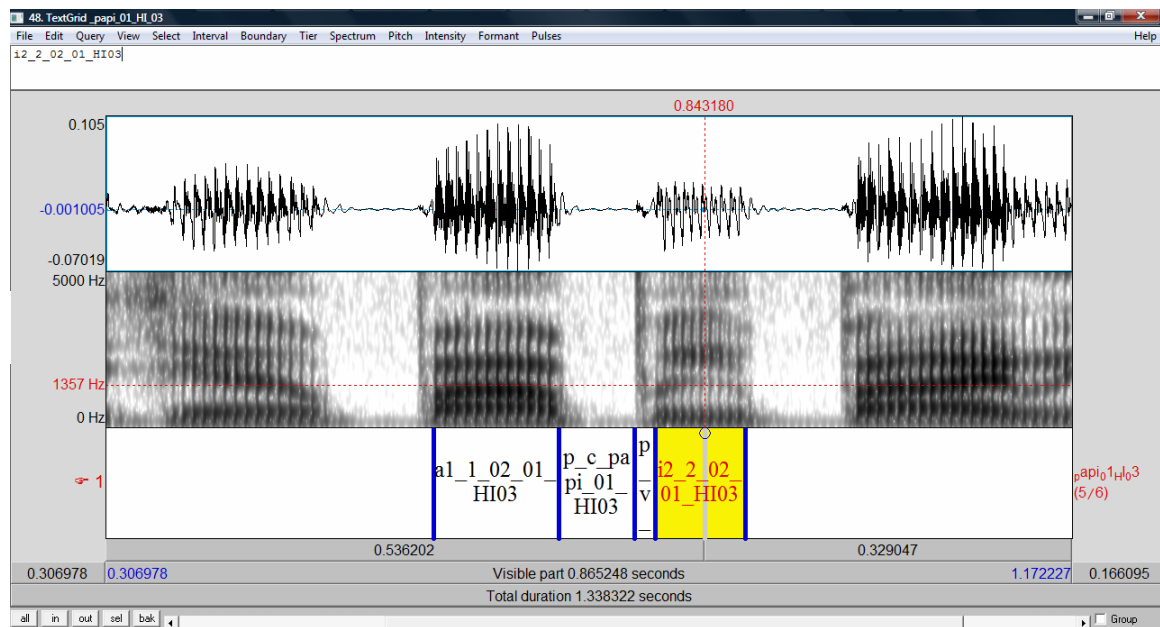 48. TextGrid _papi_01_HI_03
File Edit Query View Select Interval Boundary Tier Spectrum Pitch Intensity Formant Pulses Help
i2_2_02_01_HI03
0.843180
0.105
-0.001005
-0.07019
5000 Hz
1357 Hz
0 Hz
1
a1_1_02_01_
HI03
p_c_pa
pi_01_
HI03
p
_v
_
i2_2_02_
01_HI03
papi01HI03
(5/6)
0.536202 0.329047
0.306978 0.306978 Visible part 0.865248 seconds 1.172227 0.166095
Total duration 1.338322 seconds
all in out sel bak Group